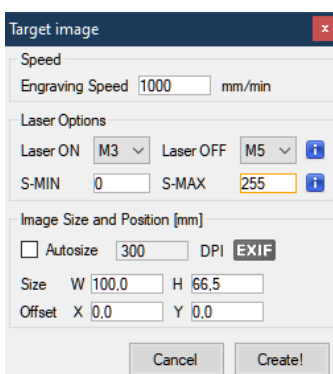 Target image x
Speed
Engraving Speed 1000 mm/min
Laser Options
Laser ON M3 Laser OFF M5 i
S-MIN 0 S-MAX 255 i
Image Size and Position [mm]
Autosize 300 DPI EXIF
Size W 100,0 H 66,5
Offset X 0,0 Y 0,0
Cancel Create!